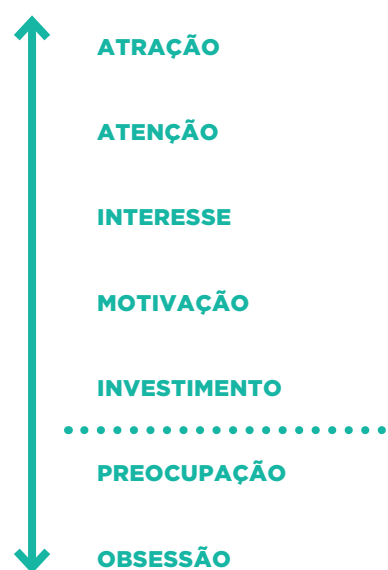 ATRAÇÃO
ATENÇÃO
INTERESSE
MOTIVAÇÃO
INVESTIMENTO
PREOCUPAÇÃO
OBSESSÃO